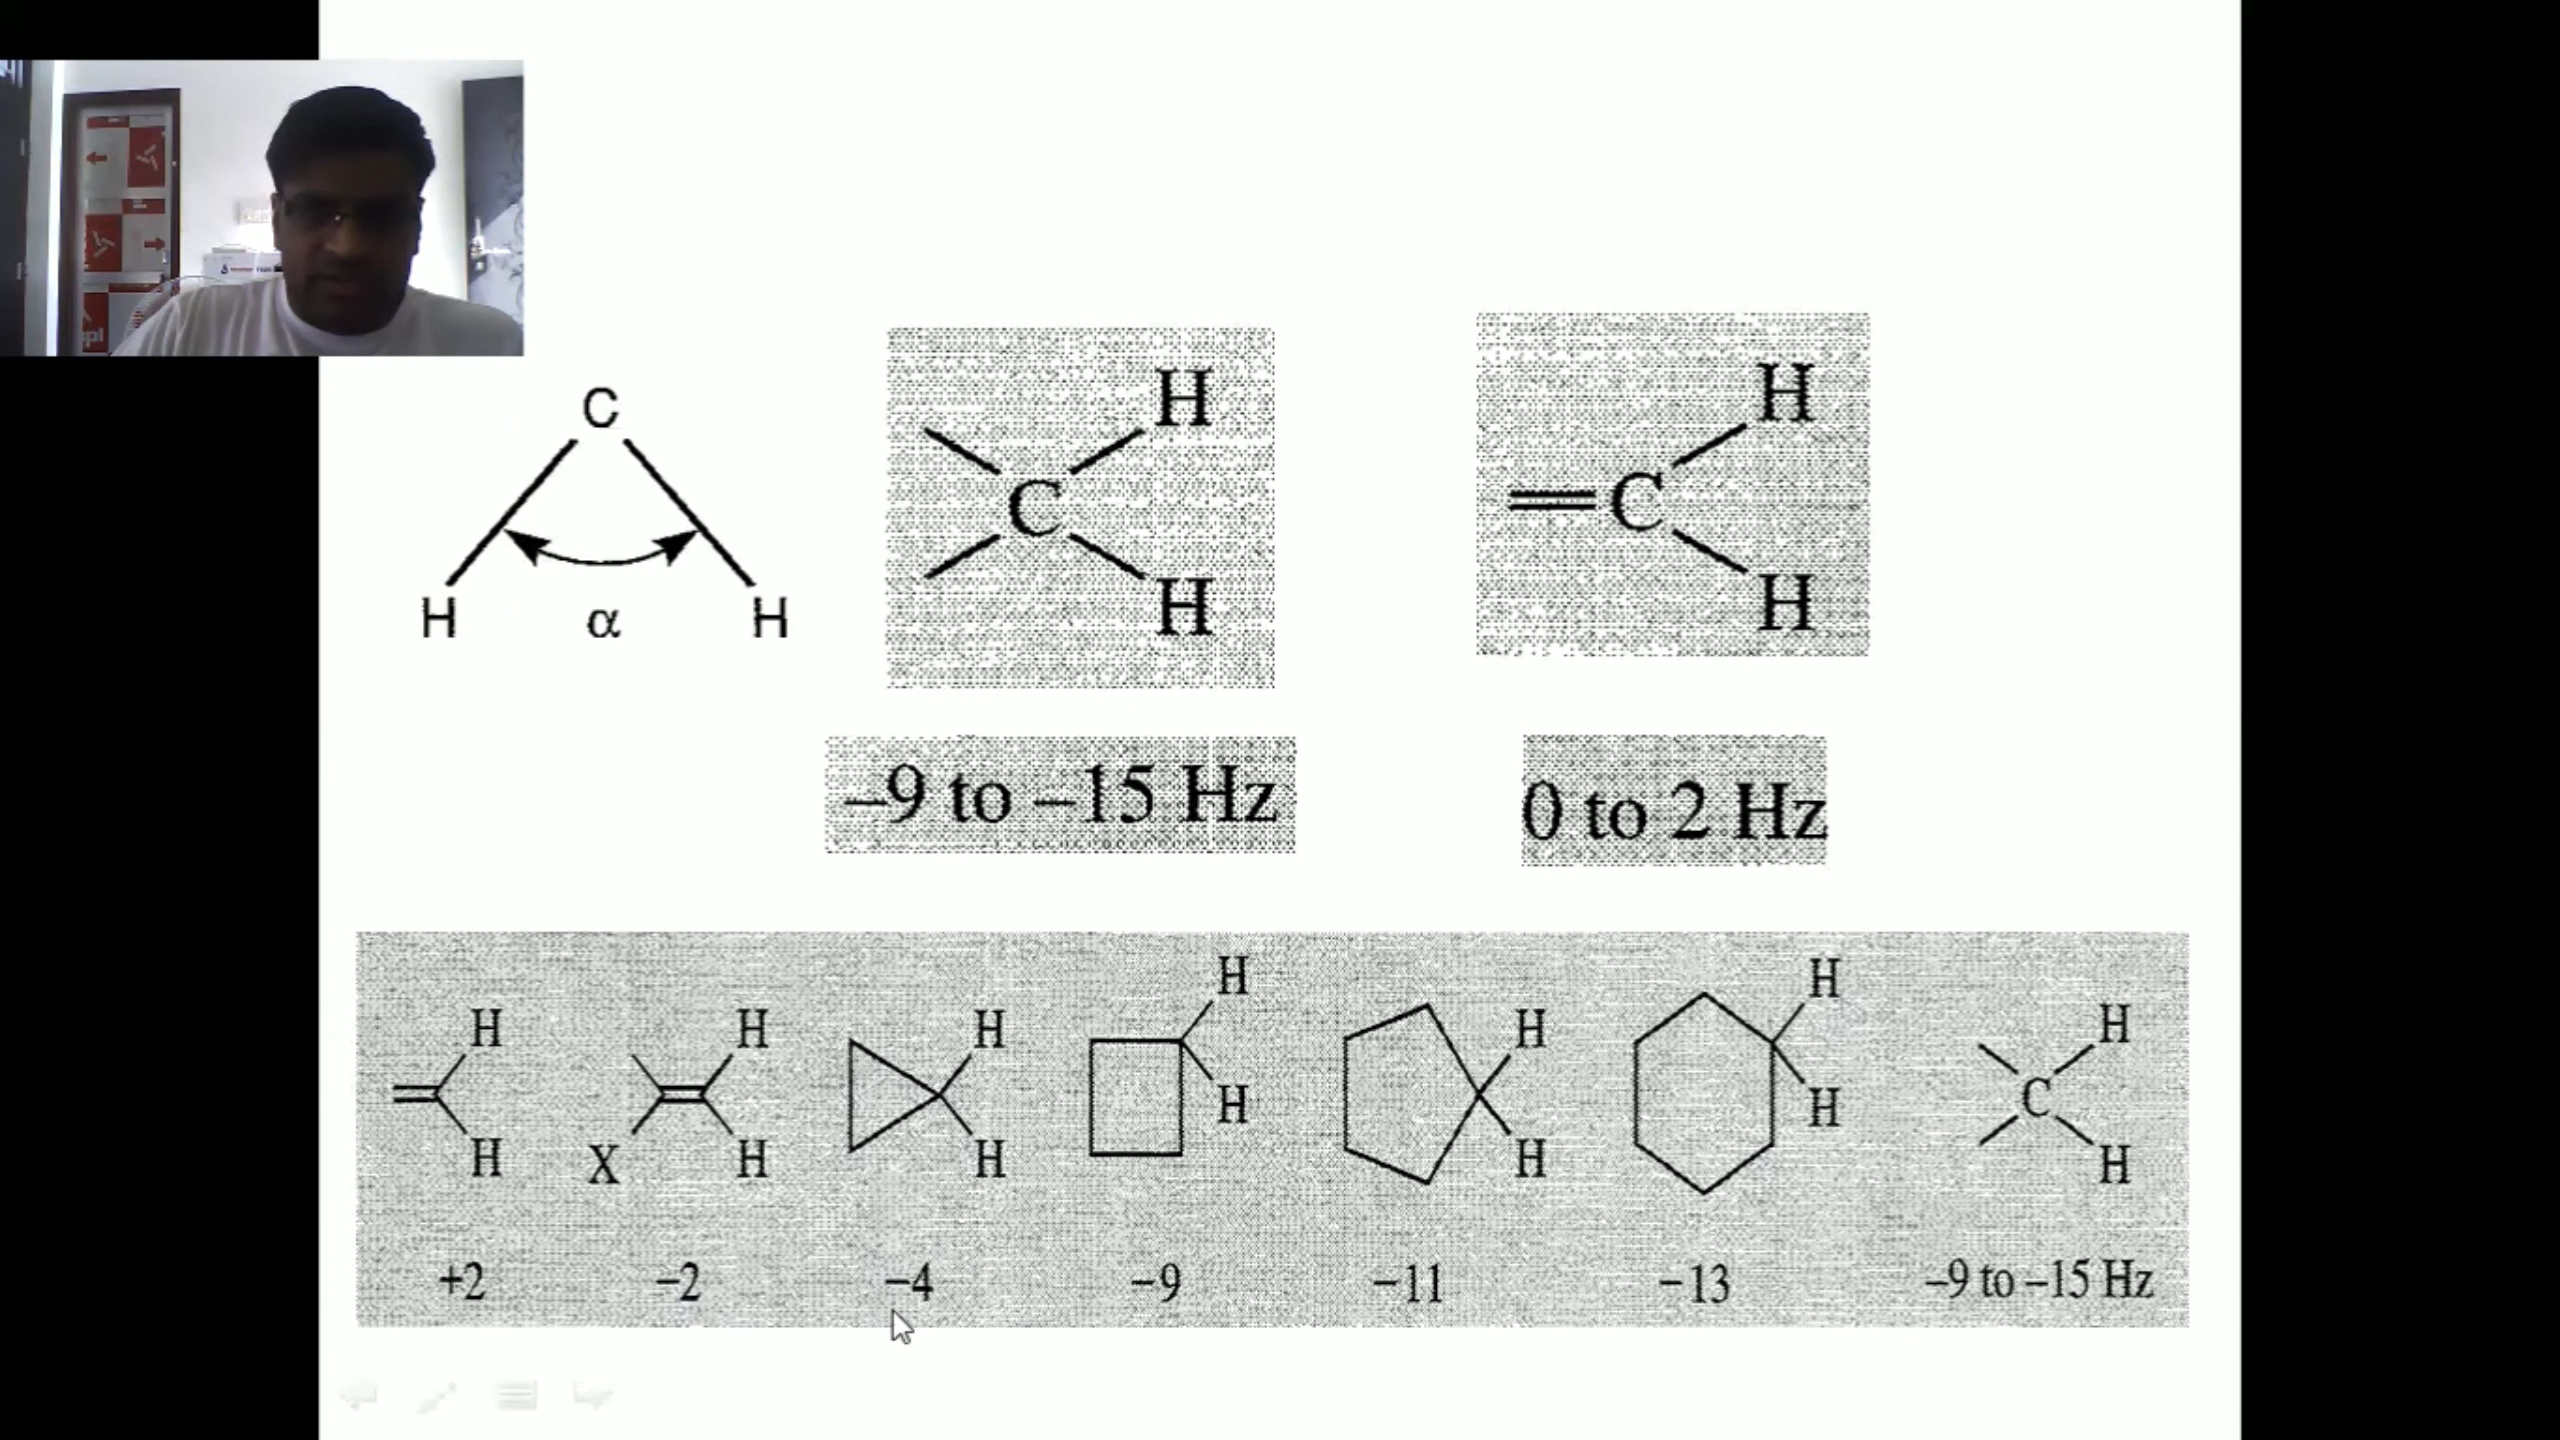 C
H α H
C H H
=C H H
–9 to –15 Hz
0 to 2 Hz
H H
X H H
H H
H H
H H
H H
C H H
+2 –2 –4 –9 –11 –13 –9 to –15 Hz